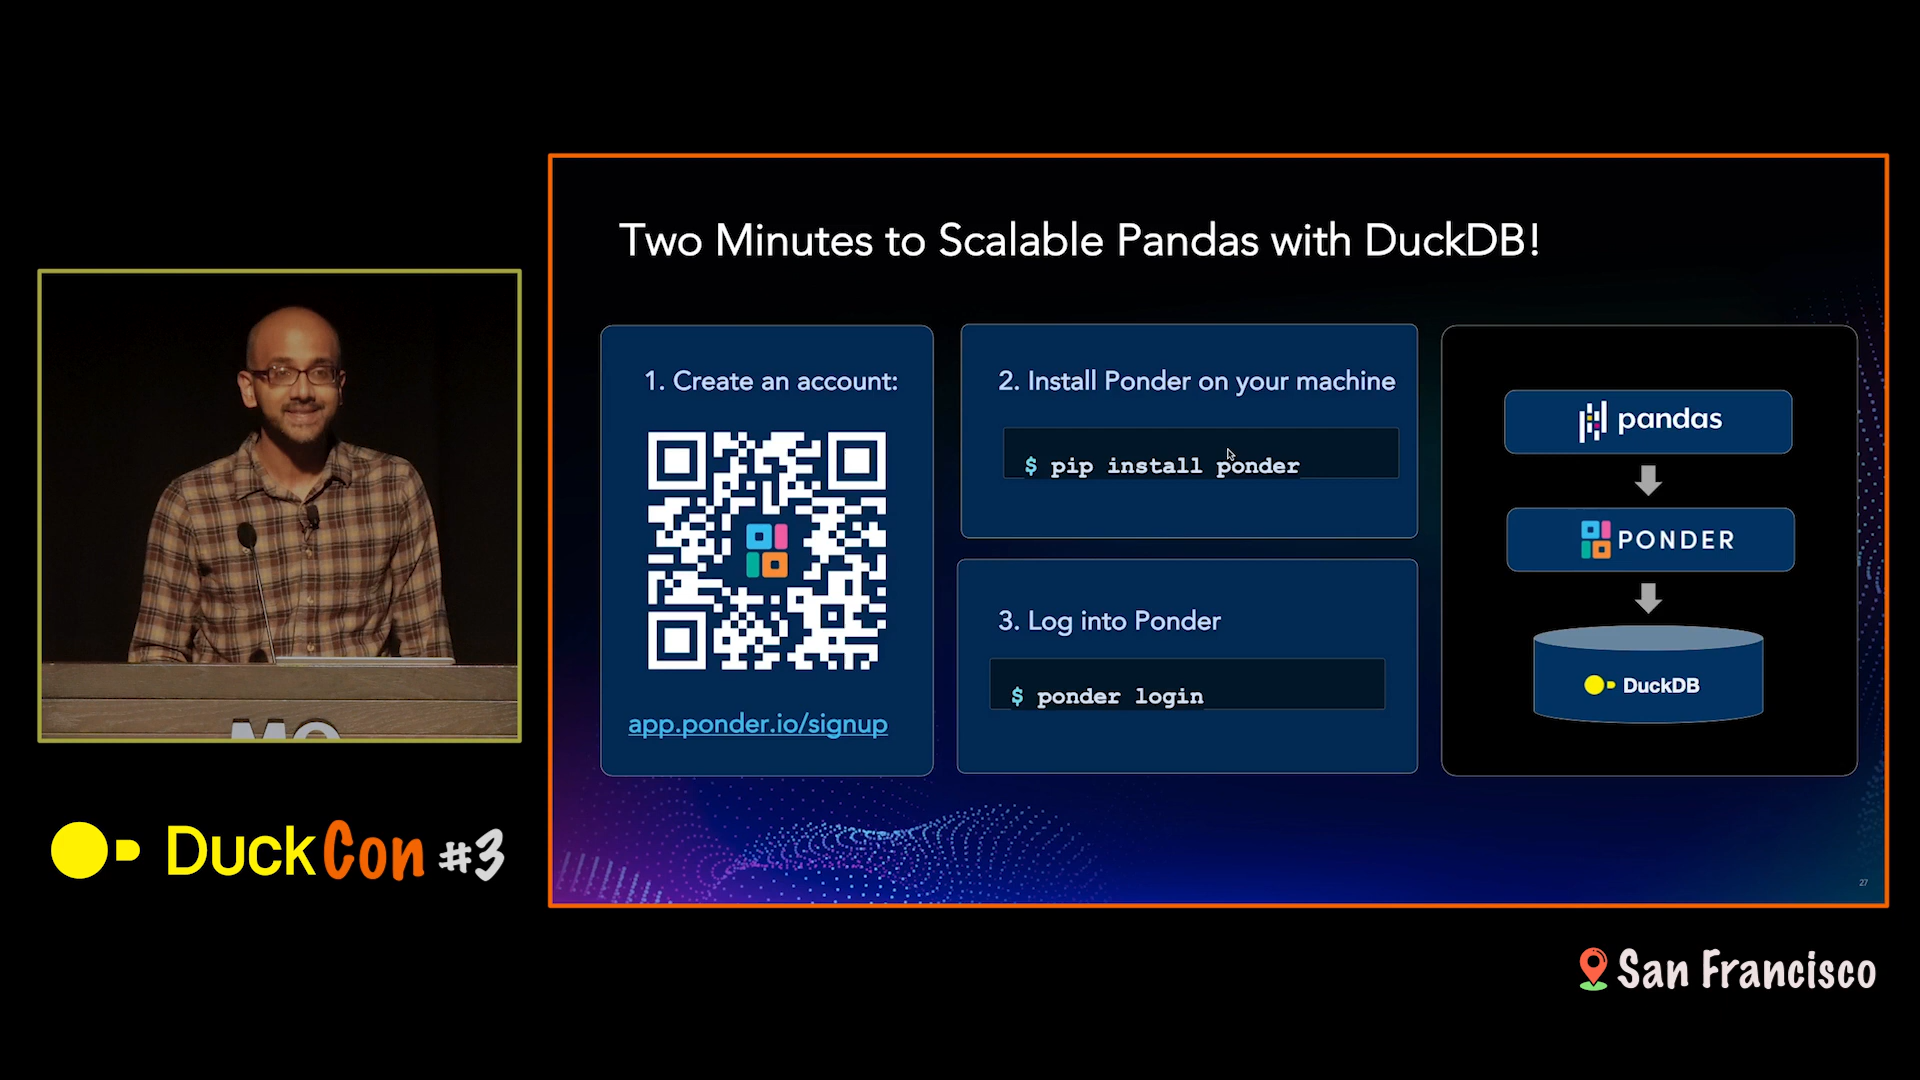 Two Minutes to Scalable Pandas with DuckDB!
1. Create an account:
app.ponder.io/signup
2. Install Ponder on your machine
$ pip install ponder
3. Log into Ponder
$ ponder login
pandas
PONDER
DuckDB
27
DuckCon #3
San Francisco